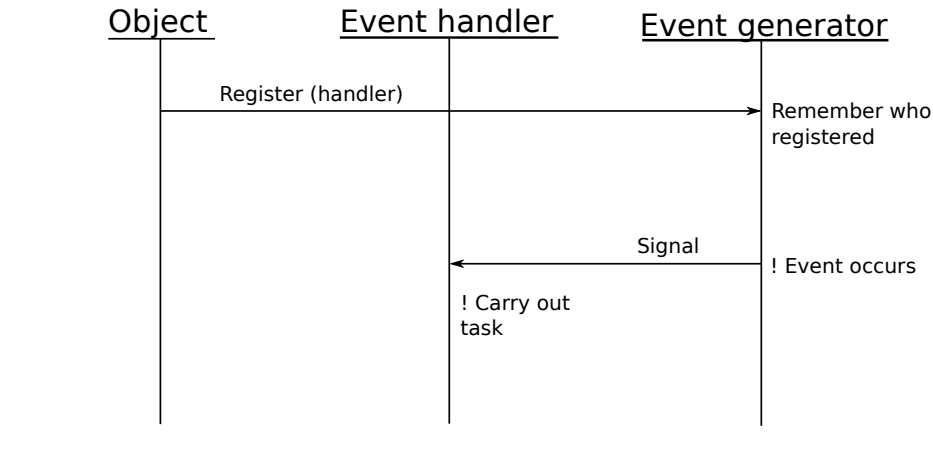 Object
Event handler
Event generator
Register (handler)
Remember who
registered
Signal
! Event occurs
! Carry out
task